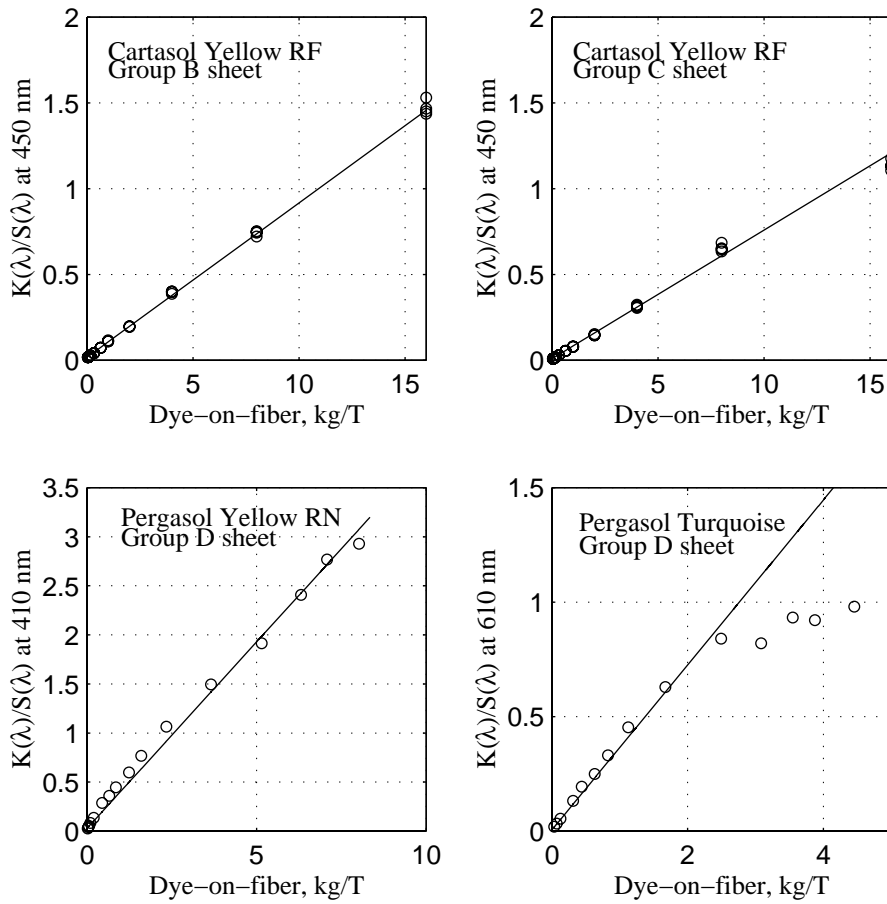 2
1.5
1
0.5
0
K(λ)/S(λ) at 450 nm
Cartasol Yellow RF
Group B sheet
0 5 10 15
Dye−on−fiber, kg/T
2
1.5
1
0.5
0
K(λ)/S(λ) at 450 nm
Cartasol Yellow RF
Group C sheet
0 5 10 15
Dye−on−fiber, kg/T
3.5
3
2.5
2
1.5
1
0.5
0
K(λ)/S(λ) at 410 nm
Pergasol Yellow RN
Group D sheet
0 5 10
Dye−on−fiber, kg/T
1.5
1
0.5
0
K(λ)/S(λ) at 610 nm
Pergasol Turquoise
Group D sheet
0 2 4
Dye−on−fiber, kg/T